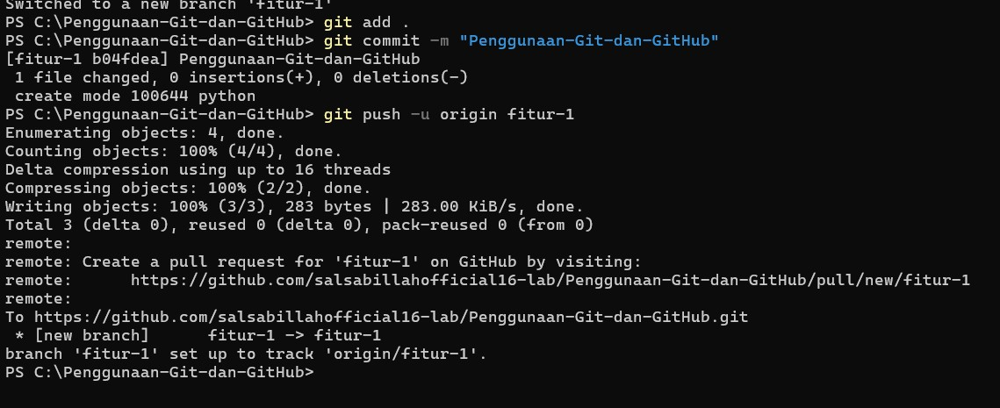 Switched to a new branch 'fitur-1'
PS C:\Penggunaan-Git-dan-GitHub> git add .
PS C:\Penggunaan-Git-dan-GitHub> git commit -m "Penggunaan-Git-dan-GitHub"
[fitur-1 b04fdea] Penggunaan-Git-dan-GitHub
 1 file changed, 0 insertions(+), 0 deletions(-)
 create mode 100644 python
PS C:\Penggunaan-Git-dan-GitHub> git push -u origin fitur-1
Enumerating objects: 4, done.
Counting objects: 100% (4/4), done.
Delta compression using up to 16 threads
Compressing objects: 100% (2/2), done.
Writing objects: 100% (3/3), 283 bytes | 283.00 KiB/s, done.
Total 3 (delta 0), reused 0 (delta 0), pack-reused 0 (from 0)
remote:
remote: Create a pull request for 'fitur-1' on GitHub by visiting:
remote:      https://github.com/salsabillahofficial16-lab/Penggunaan-Git-dan-GitHub/pull/new/fitur-1
remote:
To https://github.com/salsabillahofficial16-lab/Penggunaan-Git-dan-GitHub.git
 * [new branch]      fitur-1 -> fitur-1
branch 'fitur-1' set up to track 'origin/fitur-1'.
PS C:\Penggunaan-Git-dan-GitHub>